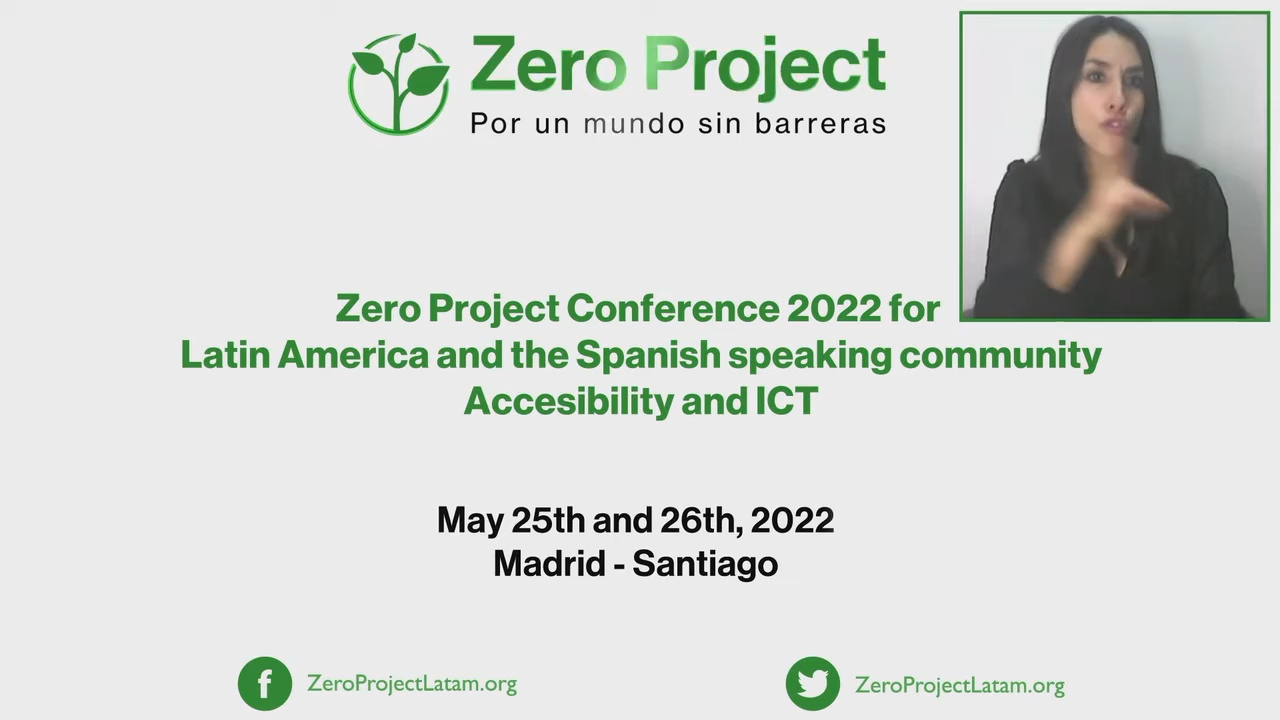 Zero Project
Por un mundo sin barreras
Zero Project Conference 2022 for
Latin America and the Spanish speaking community
Accesibility and ICT
May 25th and 26th, 2022
Madrid - Santiago
ZeroProjectLatam.org
ZeroProjectLatam.org